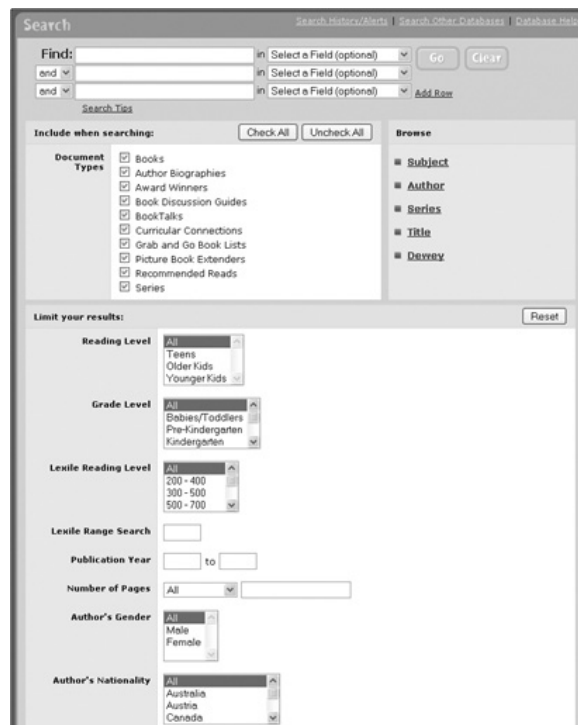 Search
Search History/Alerts | Search Other Databases | Database Help
Find: in Select a Field (optional) Go Clear
and in Select a Field (optional)
and in Select a Field (optional) Add Row
Search Tips
Include when searching: Check All Uncheck All
Document Types
Books
Author Biographies
Award Winners
Book Discussion Guides
BookTalks
Curricular Connections
Grab and Go Book Lists
Picture Book Extenders
Recommended Reads
Series
Browse
Subject
Author
Series
Title
Dewey
Limit your results: Reset
Reading Level All
Teens
Older Kids
Younger Kids
Grade Level All
Babies/Toddlers
Pre-Kindergarten
Kindergarten
Lexile Reading Level All
200 - 400
300 - 500
500 - 700
Lexile Range Search
Publication Year to
Number of Pages All
Author's Gender All
Male
Female
Author's Nationality All
Australia
Austria
Canada